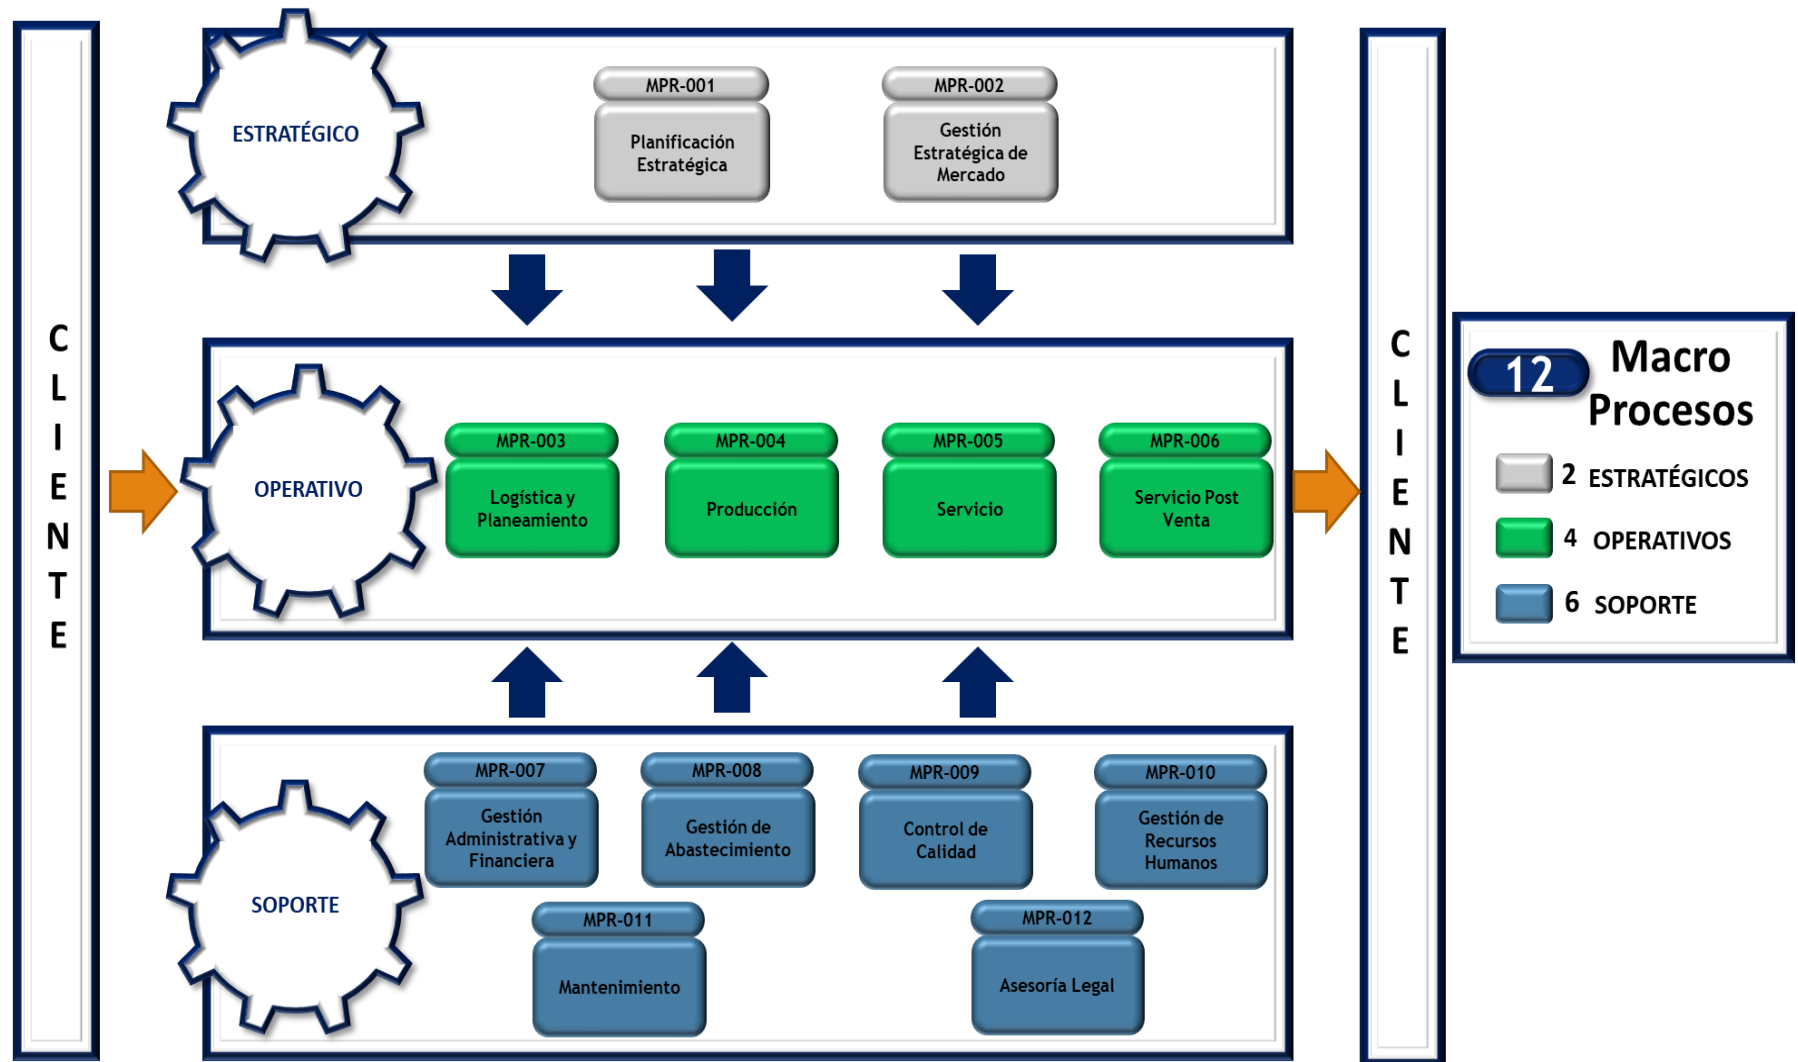 CLIENTE
ESTRATÉGICO
MPR-001
Planificación
Estratégica
MPR-002
Gestión
Estratégica de
Mercado
OPERATIVO
MPR-003
Logística y
Planeamiento
MPR-004
Producción
MPR-005
Servicio
MPR-006
Servicio Post
Venta
SOPORTE
MPR-007
Gestión
Administrativa y
Financiera
MPR-008
Gestión de
Abastecimiento
MPR-009
Control de
Calidad
MPR-010
Gestión de
Recursos
Humanos
MPR-011
Mantenimiento
MPR-012
Asesoría Legal
CLIENTE
12 Macro
Procesos
2 ESTRATÉGICOS
4 OPERATIVOS
6 SOPORTE